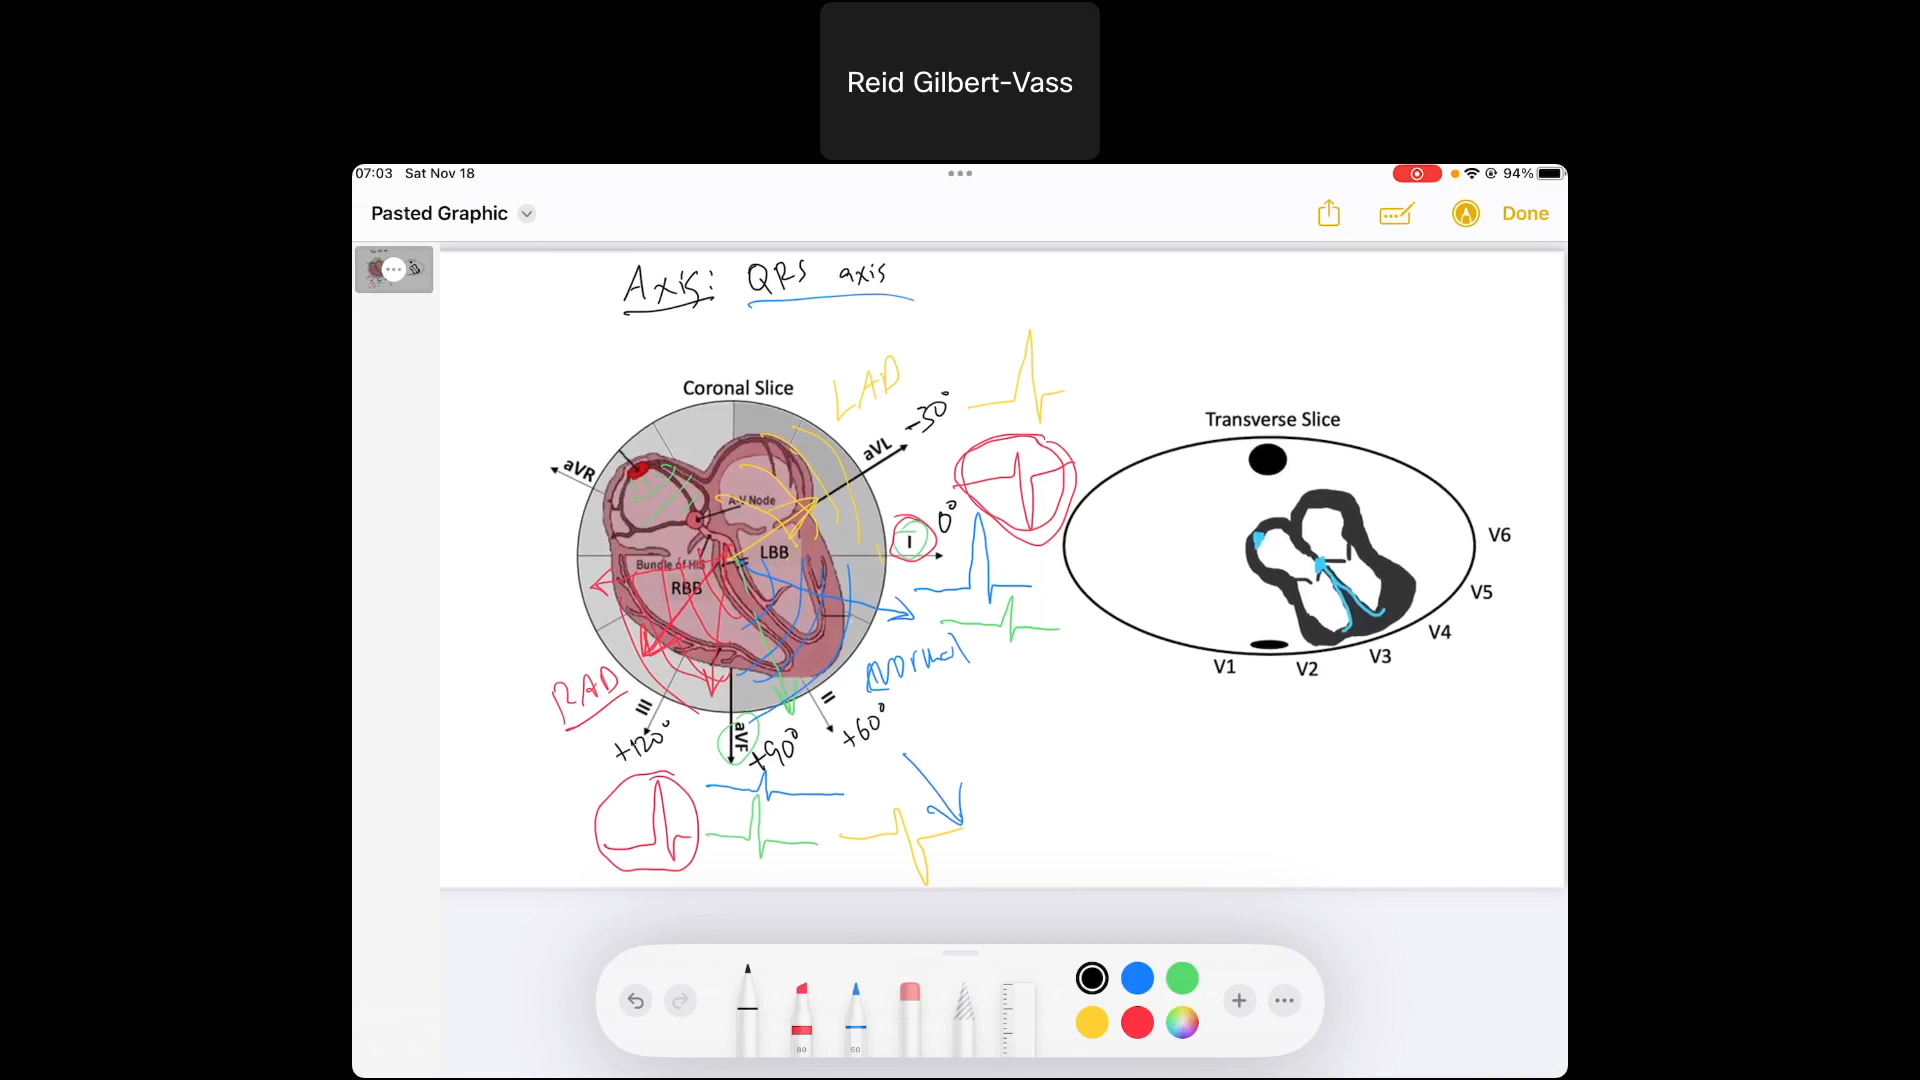 Reid Gilbert-Vass
07:03 Sat Nov 18
94%
Pasted Graphic
Done
Axis: QRS axis
Coronal Slice
LAD
-30°
aVL
aVR
A-V Node
I
0°
LBB
Bundle of HIS
RBB
Normal
RAD
III
+120°
aVF
+90°
II
+60°
Transverse Slice
V6
V5
V4
V3
V2
V1
80
50